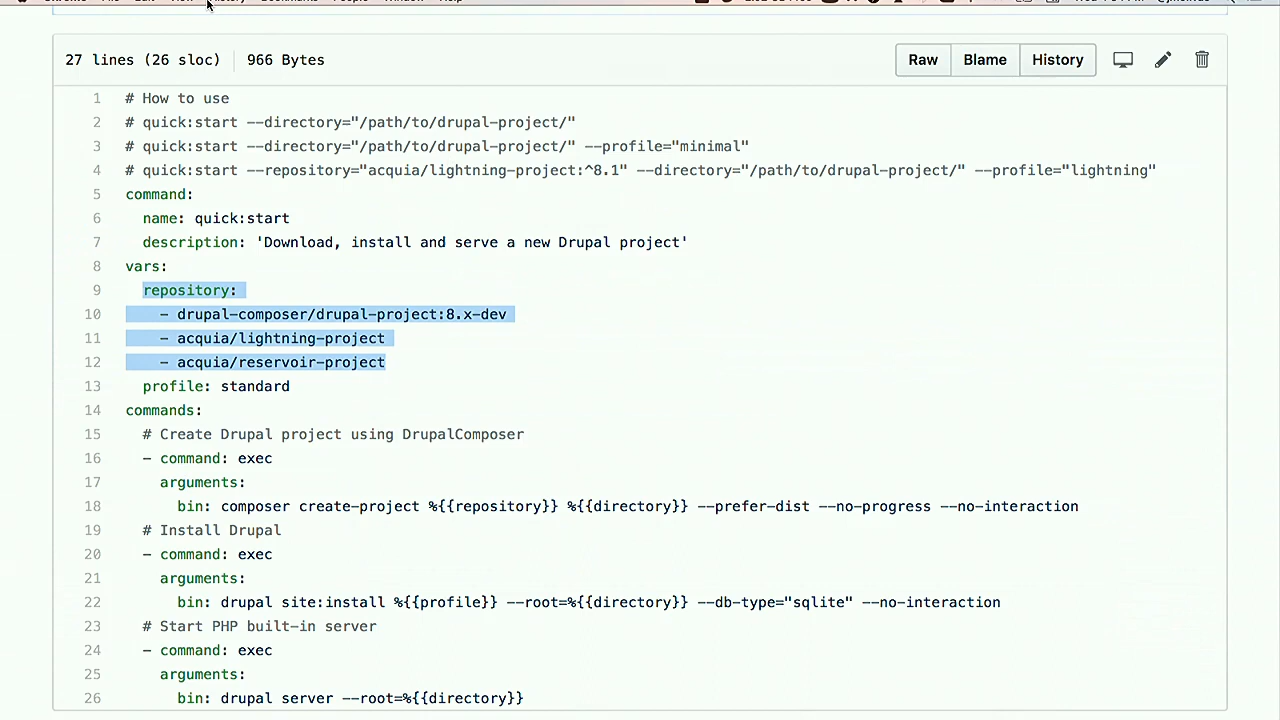 27 lines (26 sloc) 966 Bytes Raw Blame History
1 # How to use
2 # quick:start --directory="/path/to/drupal-project/"
3 # quick:start --directory="/path/to/drupal-project/" --profile="minimal"
4 # quick:start --repository="acquia/lightning-project:^8.1" --directory="/path/to/drupal-project/" --profile="lightning"
5 command:
6 name: quick:start
7 description: 'Download, install and serve a new Drupal project'
8 vars:
9 repository:
10 - drupal-composer/drupal-project:8.x-dev
11 - acquia/lightning-project
12 - acquia/reservoir-project
13 profile: standard
14 commands:
15 # Create Drupal project using DrupalComposer
16 - command: exec
17 arguments:
18 bin: composer create-project %{{repository}} %{{directory}} --prefer-dist --no-progress --no-interaction
19 # Install Drupal
20 - command: exec
21 arguments:
22 bin: drupal site:install %{{profile}} --root=%{{directory}} --db-type="sqlite" --no-interaction
23 # Start PHP built-in server
24 - command: exec
25 arguments:
26 bin: drupal server --root=%{{directory}}